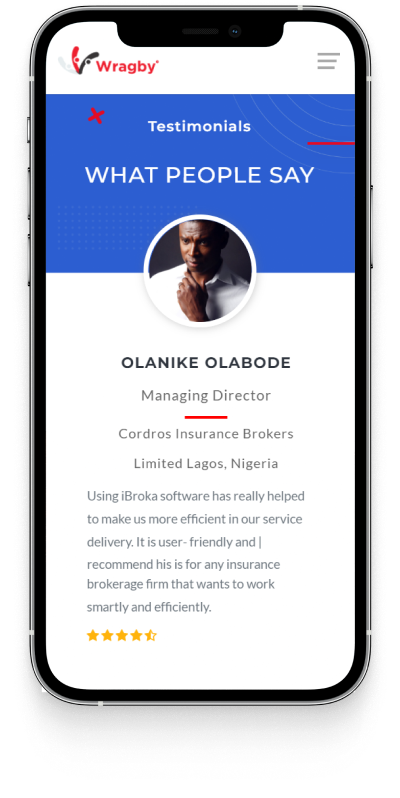 Wragby
Testimonials
WHAT PEOPLE SAY
OLANIKE OLABODE
Managing Director
Cordros Insurance Brokers
Limited Lagos, Nigeria
Using iBroka software has really helped
to make us more efficient in our service
delivery. It is user- friendly and |
recommend his is for any insurance
brokerage firm that wants to work
smartly and efficiently.